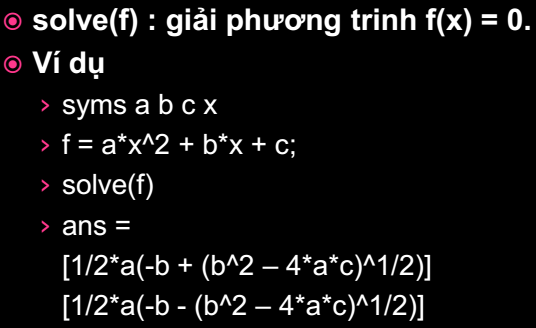 solve(f) : giải phương trinh f(x) = 0.
Ví dụ
› syms a b c x
› f = a*x^2 + b*x + c;
› solve(f)
› ans =
[1/2*a(-b + (b^2 – 4*a*c)^1/2)]
[1/2*a(-b - (b^2 – 4*a*c)^1/2)]